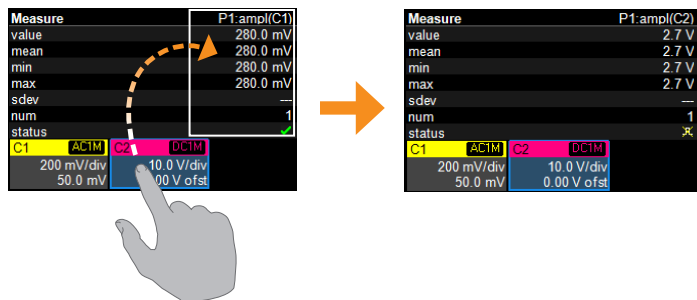 Measure P1:ampl(C1)
value 280.0 mV
mean 280.0 mV
min 280.0 mV
max 280.0 mV
sdev ---
num 1
status
C1 AC1M C2 DC1M
200 mV/div 10.0 V/div
50.0 mV .00 V ofst
Measure P1:ampl(C2)
value 2.7 V
mean 2.7 V
min 2.7 V
max 2.7 V
sdev ---
num 1
status
C1 AC1M C2 DC1M
200 mV/div 10.0 V/div
50.0 mV 0.00 V ofst